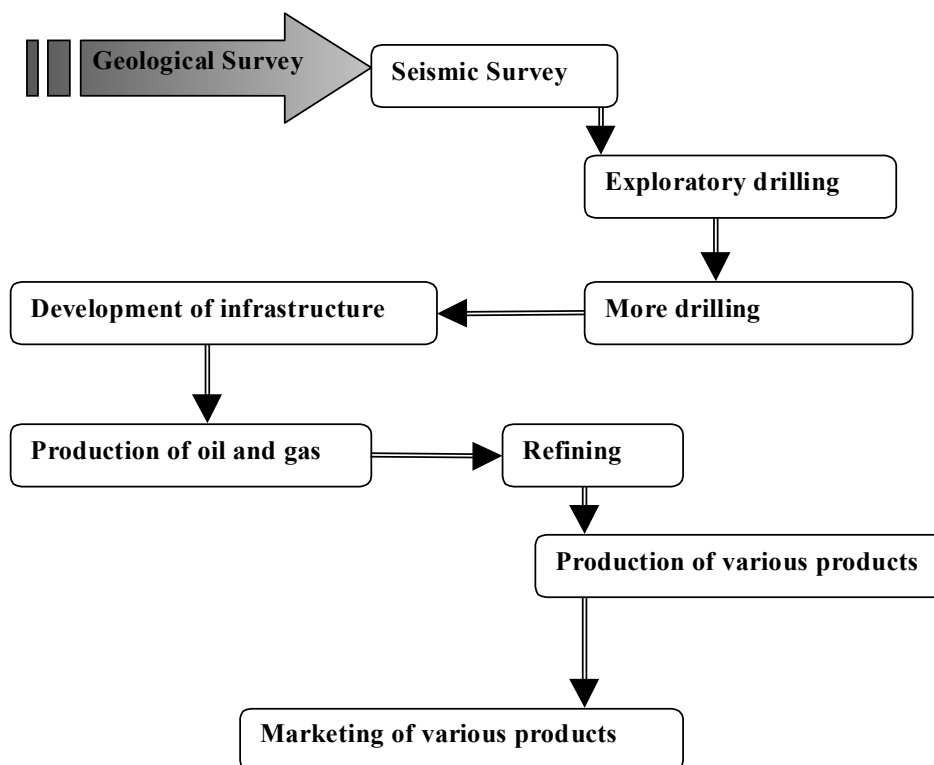 Geological Survey
Seismic Survey
Exploratory drilling
More drilling
Development of infrastructure
Production of oil and gas
Refining
Production of various products
Marketing of various products